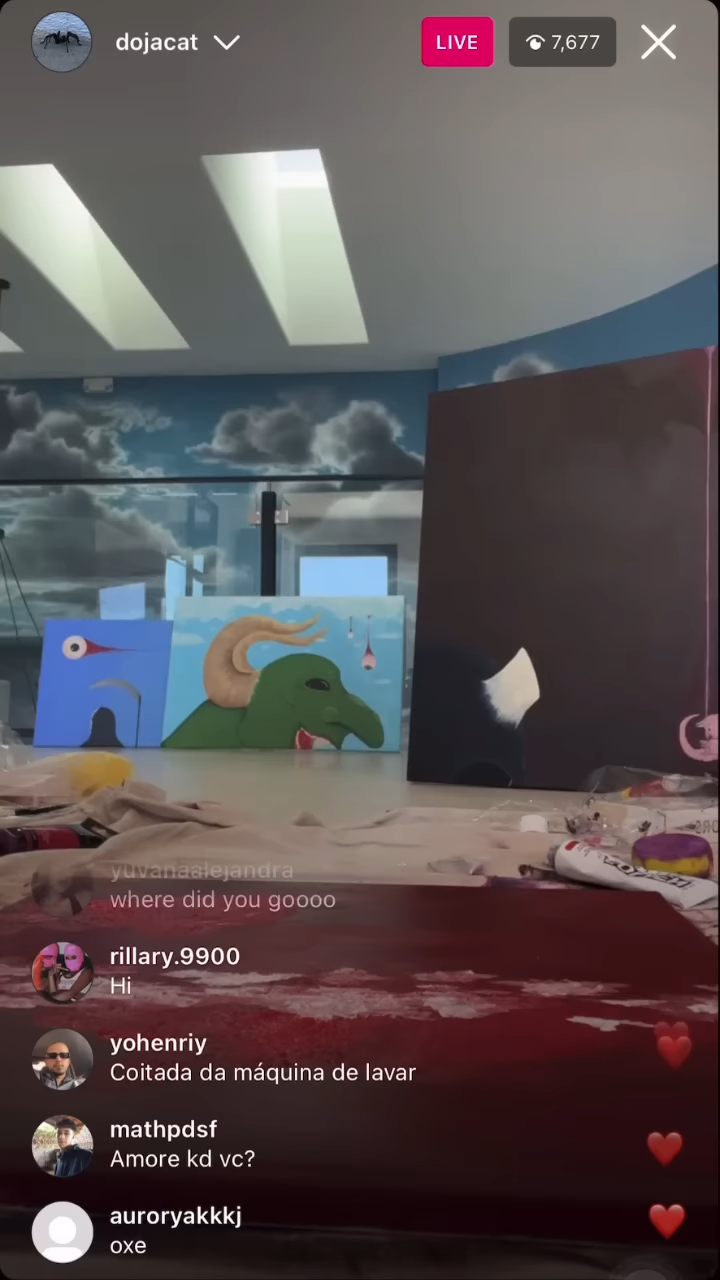 dojacat
LIVE
7,677
yuvanaalejandra
where did you goooo
rillary.9900
Hi
yohenriy
Coitada da máquina de lavar
mathpdsf
Amore kd vc?
auroryakkkj
oxe